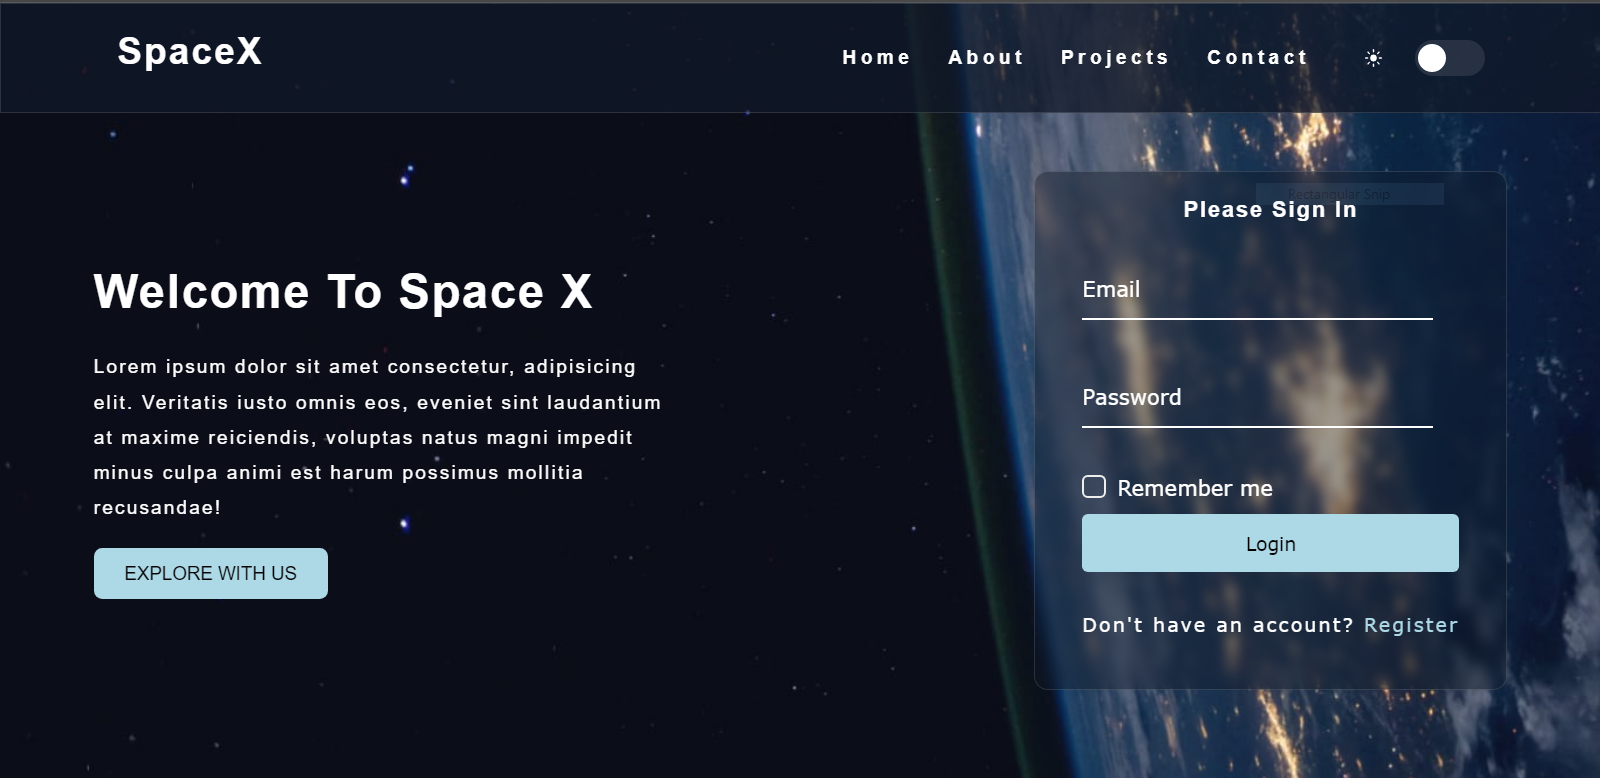 SpaceX
Home About Projects Contact
Welcome To Space X
Lorem ipsum dolor sit amet consectetur, adipisicing
elit. Veritatis iusto omnis eos, eveniet sint laudantium
at maxime reiciendis, voluptas natus magni impedit
minus culpa animi est harum possimus mollitia
recusandae!
EXPLORE WITH US
Rectangular Snip
Please Sign In
Email
Password
Remember me
Login
Don't have an account? Register